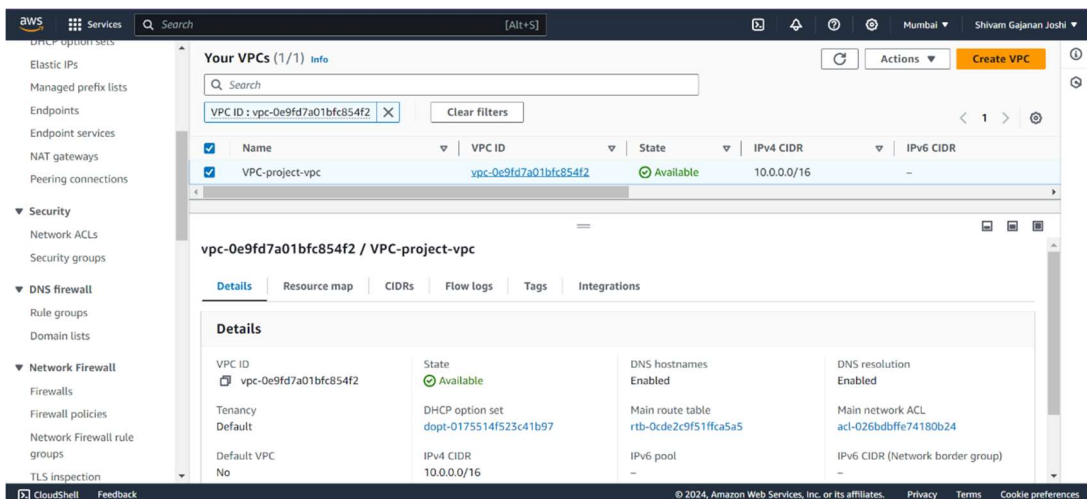 aws
Services
Search
[Alt+S]
Mumbai
Shivam Gajanan Joshi
DHCP option sets
Elastic IPs
Managed prefix lists
Endpoints
Endpoint services
NAT gateways
Peering connections
Security
Network ACLs
Security groups
DNS firewall
Rule groups
Domain lists
Network Firewall
Firewalls
Firewall policies
Network Firewall rule
groups
TLS inspection
Your VPCs (1/1) Info
Actions
Create VPC
Search
VPC ID : vpc-0e9fd7a01bfc854f2
Clear filters
1
Name VPC ID State IPv4 CIDR IPv6 CIDR
VPC-project-vpc vpc-0e9fd7a01bfc854f2 Available 10.0.0.0/16 –
vpc-0e9fd7a01bfc854f2 / VPC-project-vpc
Details Resource map CIDRs Flow logs Tags Integrations
Details
VPC ID State DNS hostnames DNS resolution
vpc-0e9fd7a01bfc854f2 Available Enabled Enabled
Tenancy DHCP option set Main route table Main network ACL
Default dopt-0175514f523c41b97 rtb-0cde2c9f51ffca5a5 acl-026bdbffe74180b24
Default VPC IPv4 CIDR IPv6 pool IPv6 CIDR (Network border group)
No 10.0.0.0/16 – –
CloudShell Feedback © 2024, Amazon Web Services, Inc. or its affiliates. Privacy Terms Cookie preferences